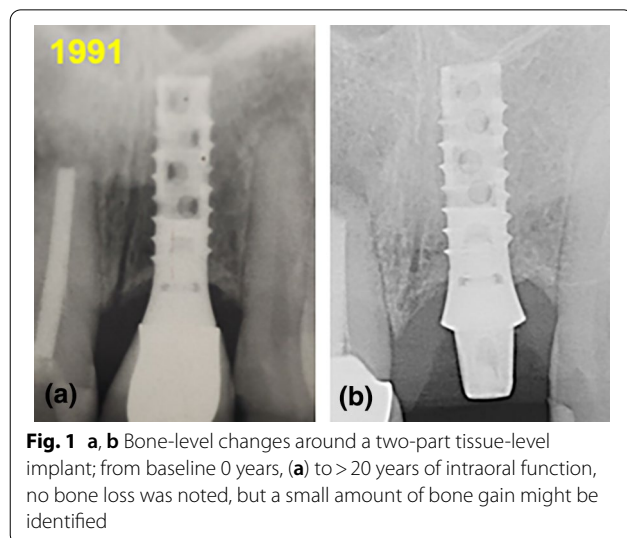 1991
(a)
(b)
Fig. 1 a, b Bone-level changes around a two-part tissue-level
implant; from baseline 0 years, (a) to > 20 years of intraoral function,
no bone loss was noted, but a small amount of bone gain might be
identified